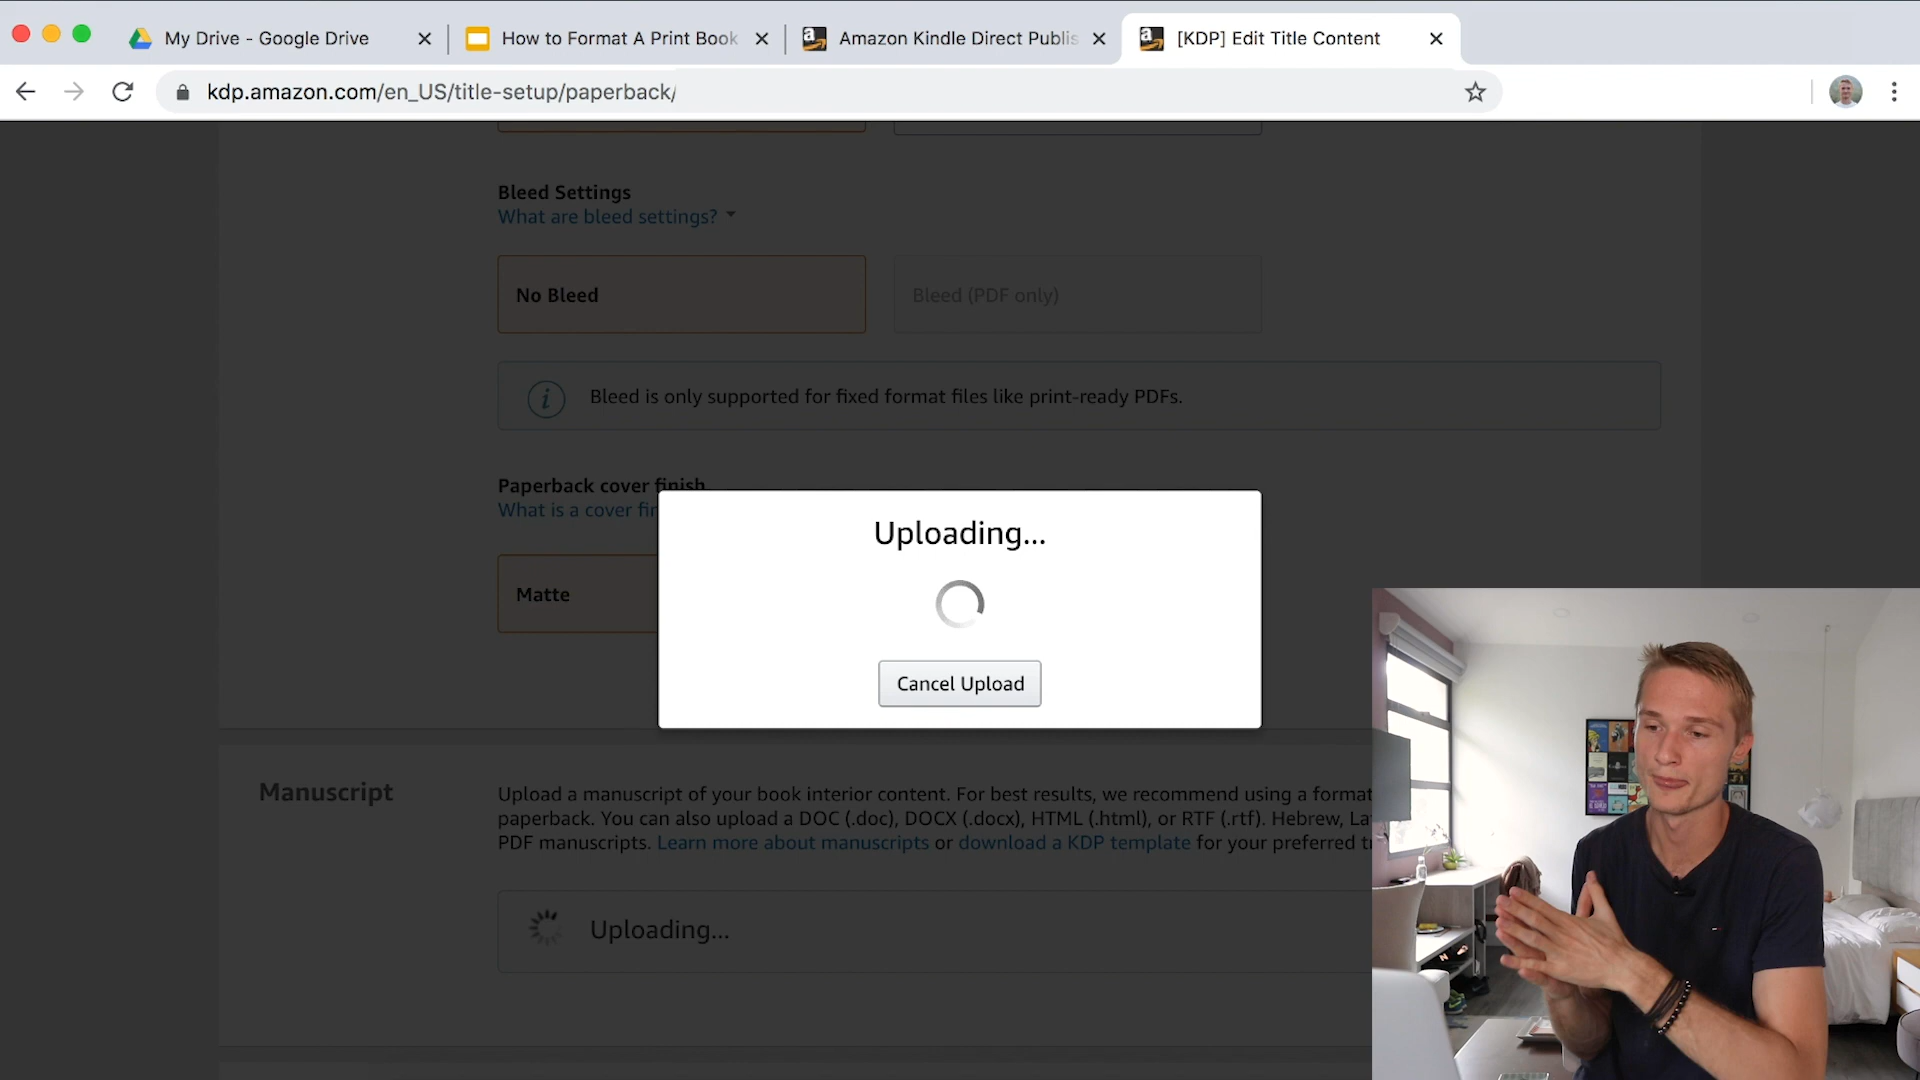 My Drive - Google Drive
How to Format A Print Book
Amazon Kindle Direct Publis
[KDP] Edit Title Content
kdp.amazon.com/en_US/title-setup/paperback/
Bleed Settings
What are bleed settings?
No Bleed
Bleed (PDF only)
Bleed is only supported for fixed format files like print-ready PDFs.
Paperback cover finish
What is a cover fin
Matte
Uploading...
Cancel Upload
Manuscript
Upload a manuscript of your book interior content. For best results, we recommend using a format
paperback. You can also upload a DOC (.doc), DOCX (.docx), HTML (.html), or RTF (.rtf). Hebrew, La
PDF manuscripts. Learn more about manuscripts or download a KDP template for your preferred t
Uploading...